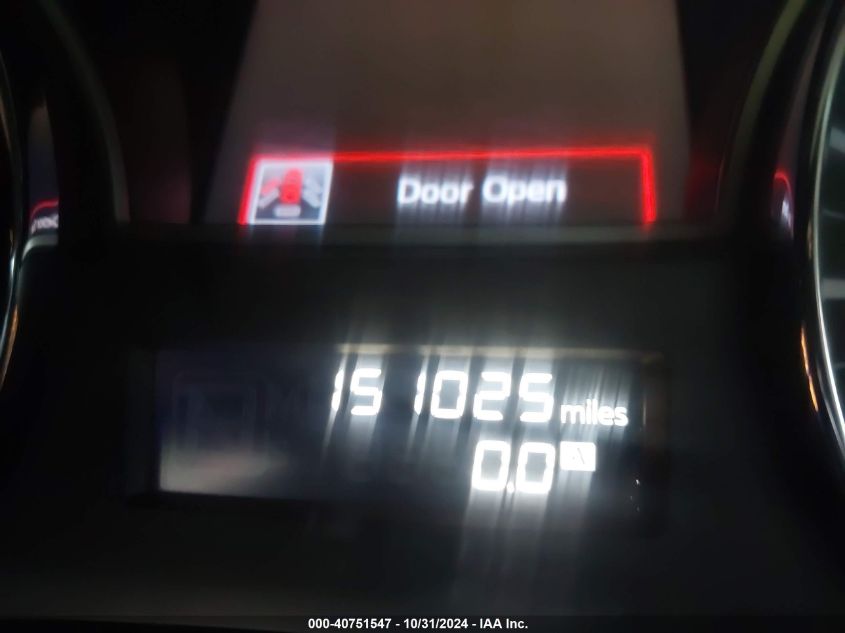 Door Open
151025 miles
0.0 A
000-40751547 - 10/31/2024 - IAA Inc.